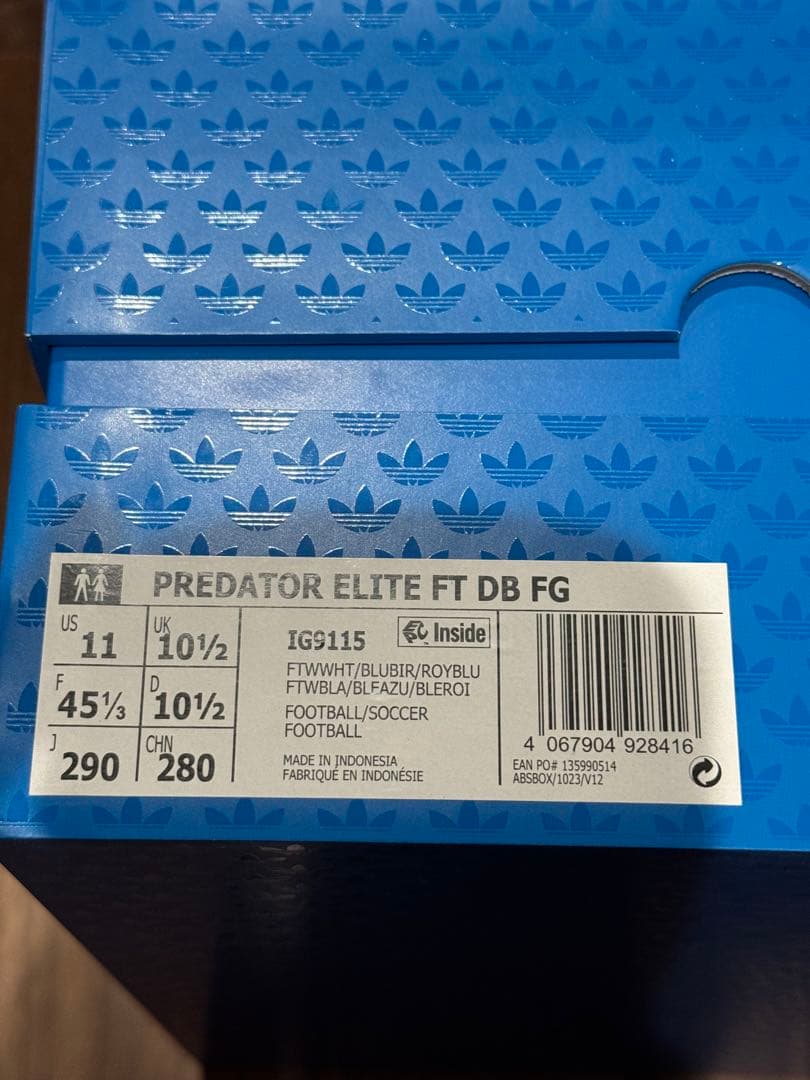 PREDATOR ELITE FT DB FG
US 11
UK 10½
F 45⅓
D 10½
J 290
CHN 280
IG9115
Inside
FTWWHT/BLUBIR/ROYBLU
FTWBLA/BLEAZU/BLEROI
FOOTBALL/SOCCER
FOOTBALL
MADE IN INDONESIA
FABRIQUÉ EN INDONÉSIE
4 067904 928416
EAN PO# 135990514
ABSBOX/1023/V12